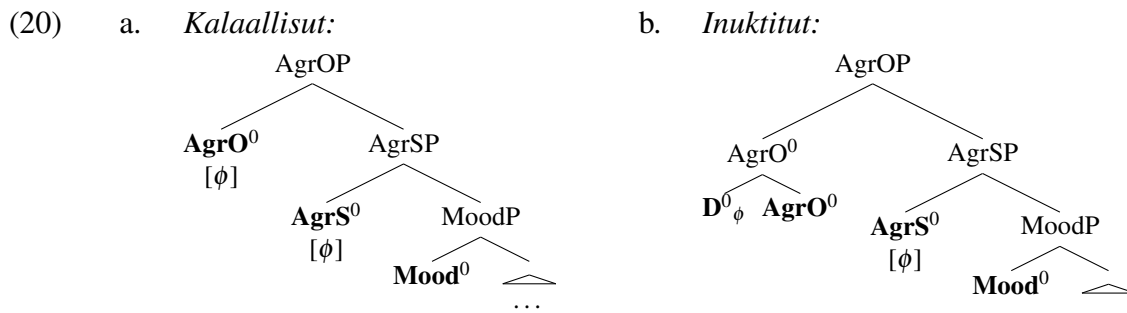 (20) a. Kalaallisut: b. Inuktitut:
AgrOP AgrOP
AgrO⁰ AgrSP AgrO⁰ AgrSP
[ϕ]
D⁰ϕ AgrO⁰
AgrS⁰ MoodP AgrS⁰ MoodP
[ϕ] [ϕ]
Mood⁰ Mood⁰
...